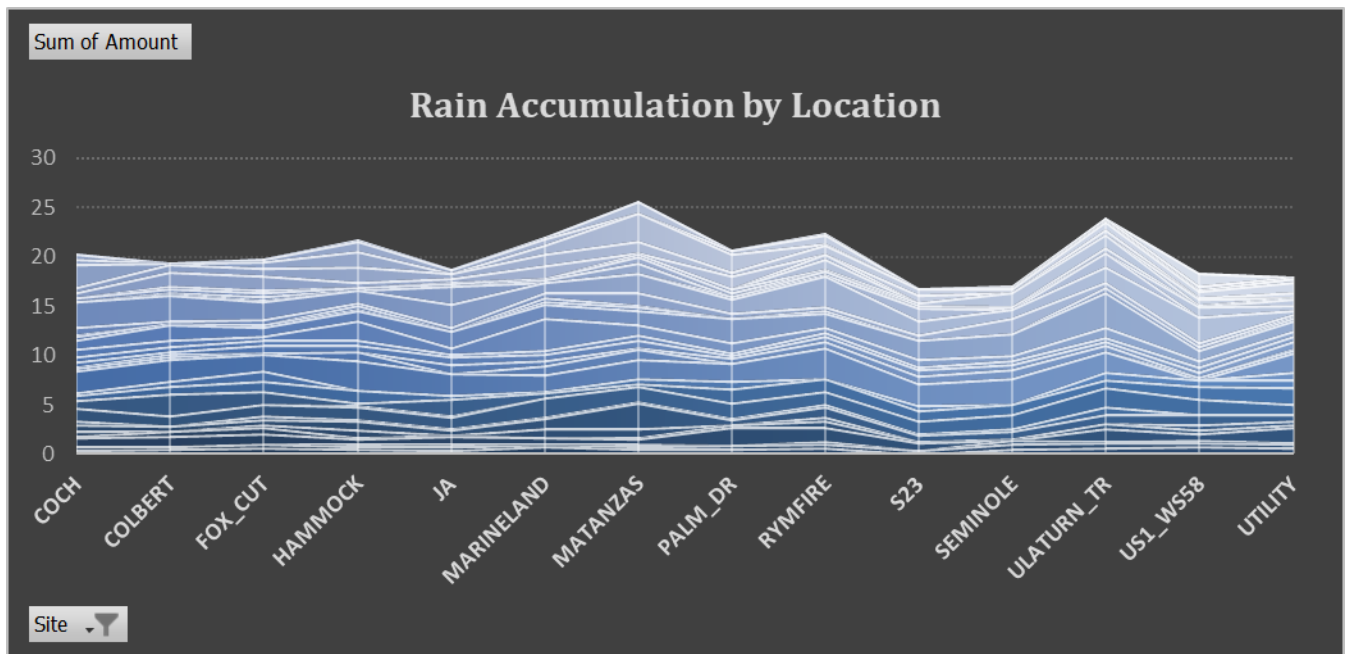 Sum of Amount
Rain Accumulation by Location
30
25
20
15
10
5
0
COCH
COLBERT
FOX_CUT
HAMMOCK
JA
MARINELAND
MATANZAS
PALM_DR
RYMFIRE
S23
SEMINOLE
ULATURN_TR
US1_WS58
UTILITY
Site